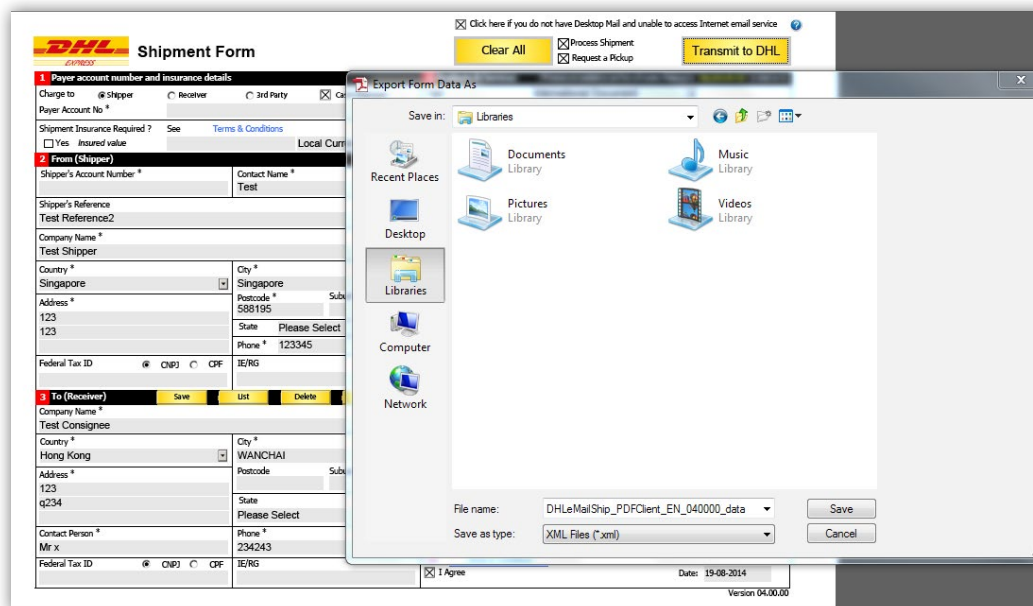 Click here if you do not have Desktop Mail and unable to access Internet email service
DHL
EXPRESS
Shipment Form
Clear All
Process Shipment
Request a Pickup
Transmit to DHL
1 Payer account number and insurance details
Charge to Shipper Receiver 3rd Party
Payer Account No *
Shipment Insurance Required ? See Terms & Conditions
Yes Insured value
Local
2 From (Shipper)
Shipper's Account Number * Contact Name *
Test
Shipper's Reference
Test Reference2
Company Name *
Test Shipper
Country * City *
Singapore Singapore
Address * Postcode *
123 588195
123 State Please Select
Phone * 123345
Federal Tax ID CNPJ CPF IE/RG
3 To (Receiver) Save List Delete
Company Name *
Test Consignee
Country * City *
Hong Kong WANCHAI
Address * Postcode
123
q234 State
Please Select
Contact Person * Phone *
Mr x 234243
Federal Tax ID CNPJ CPF IE/RG
I Agree Date: 19-08-2014
Version 04.00.00
Export Form Data As
X
Save in: Libraries
Recent Places
Desktop
Libraries
Computer
Network
Documents
Library
Music
Library
Pictures
Library
Videos
Library
File name: DHLeMailShip_PDFClient_EN_040000_data Save
Save as type: XML Files (*.xml) Cancel